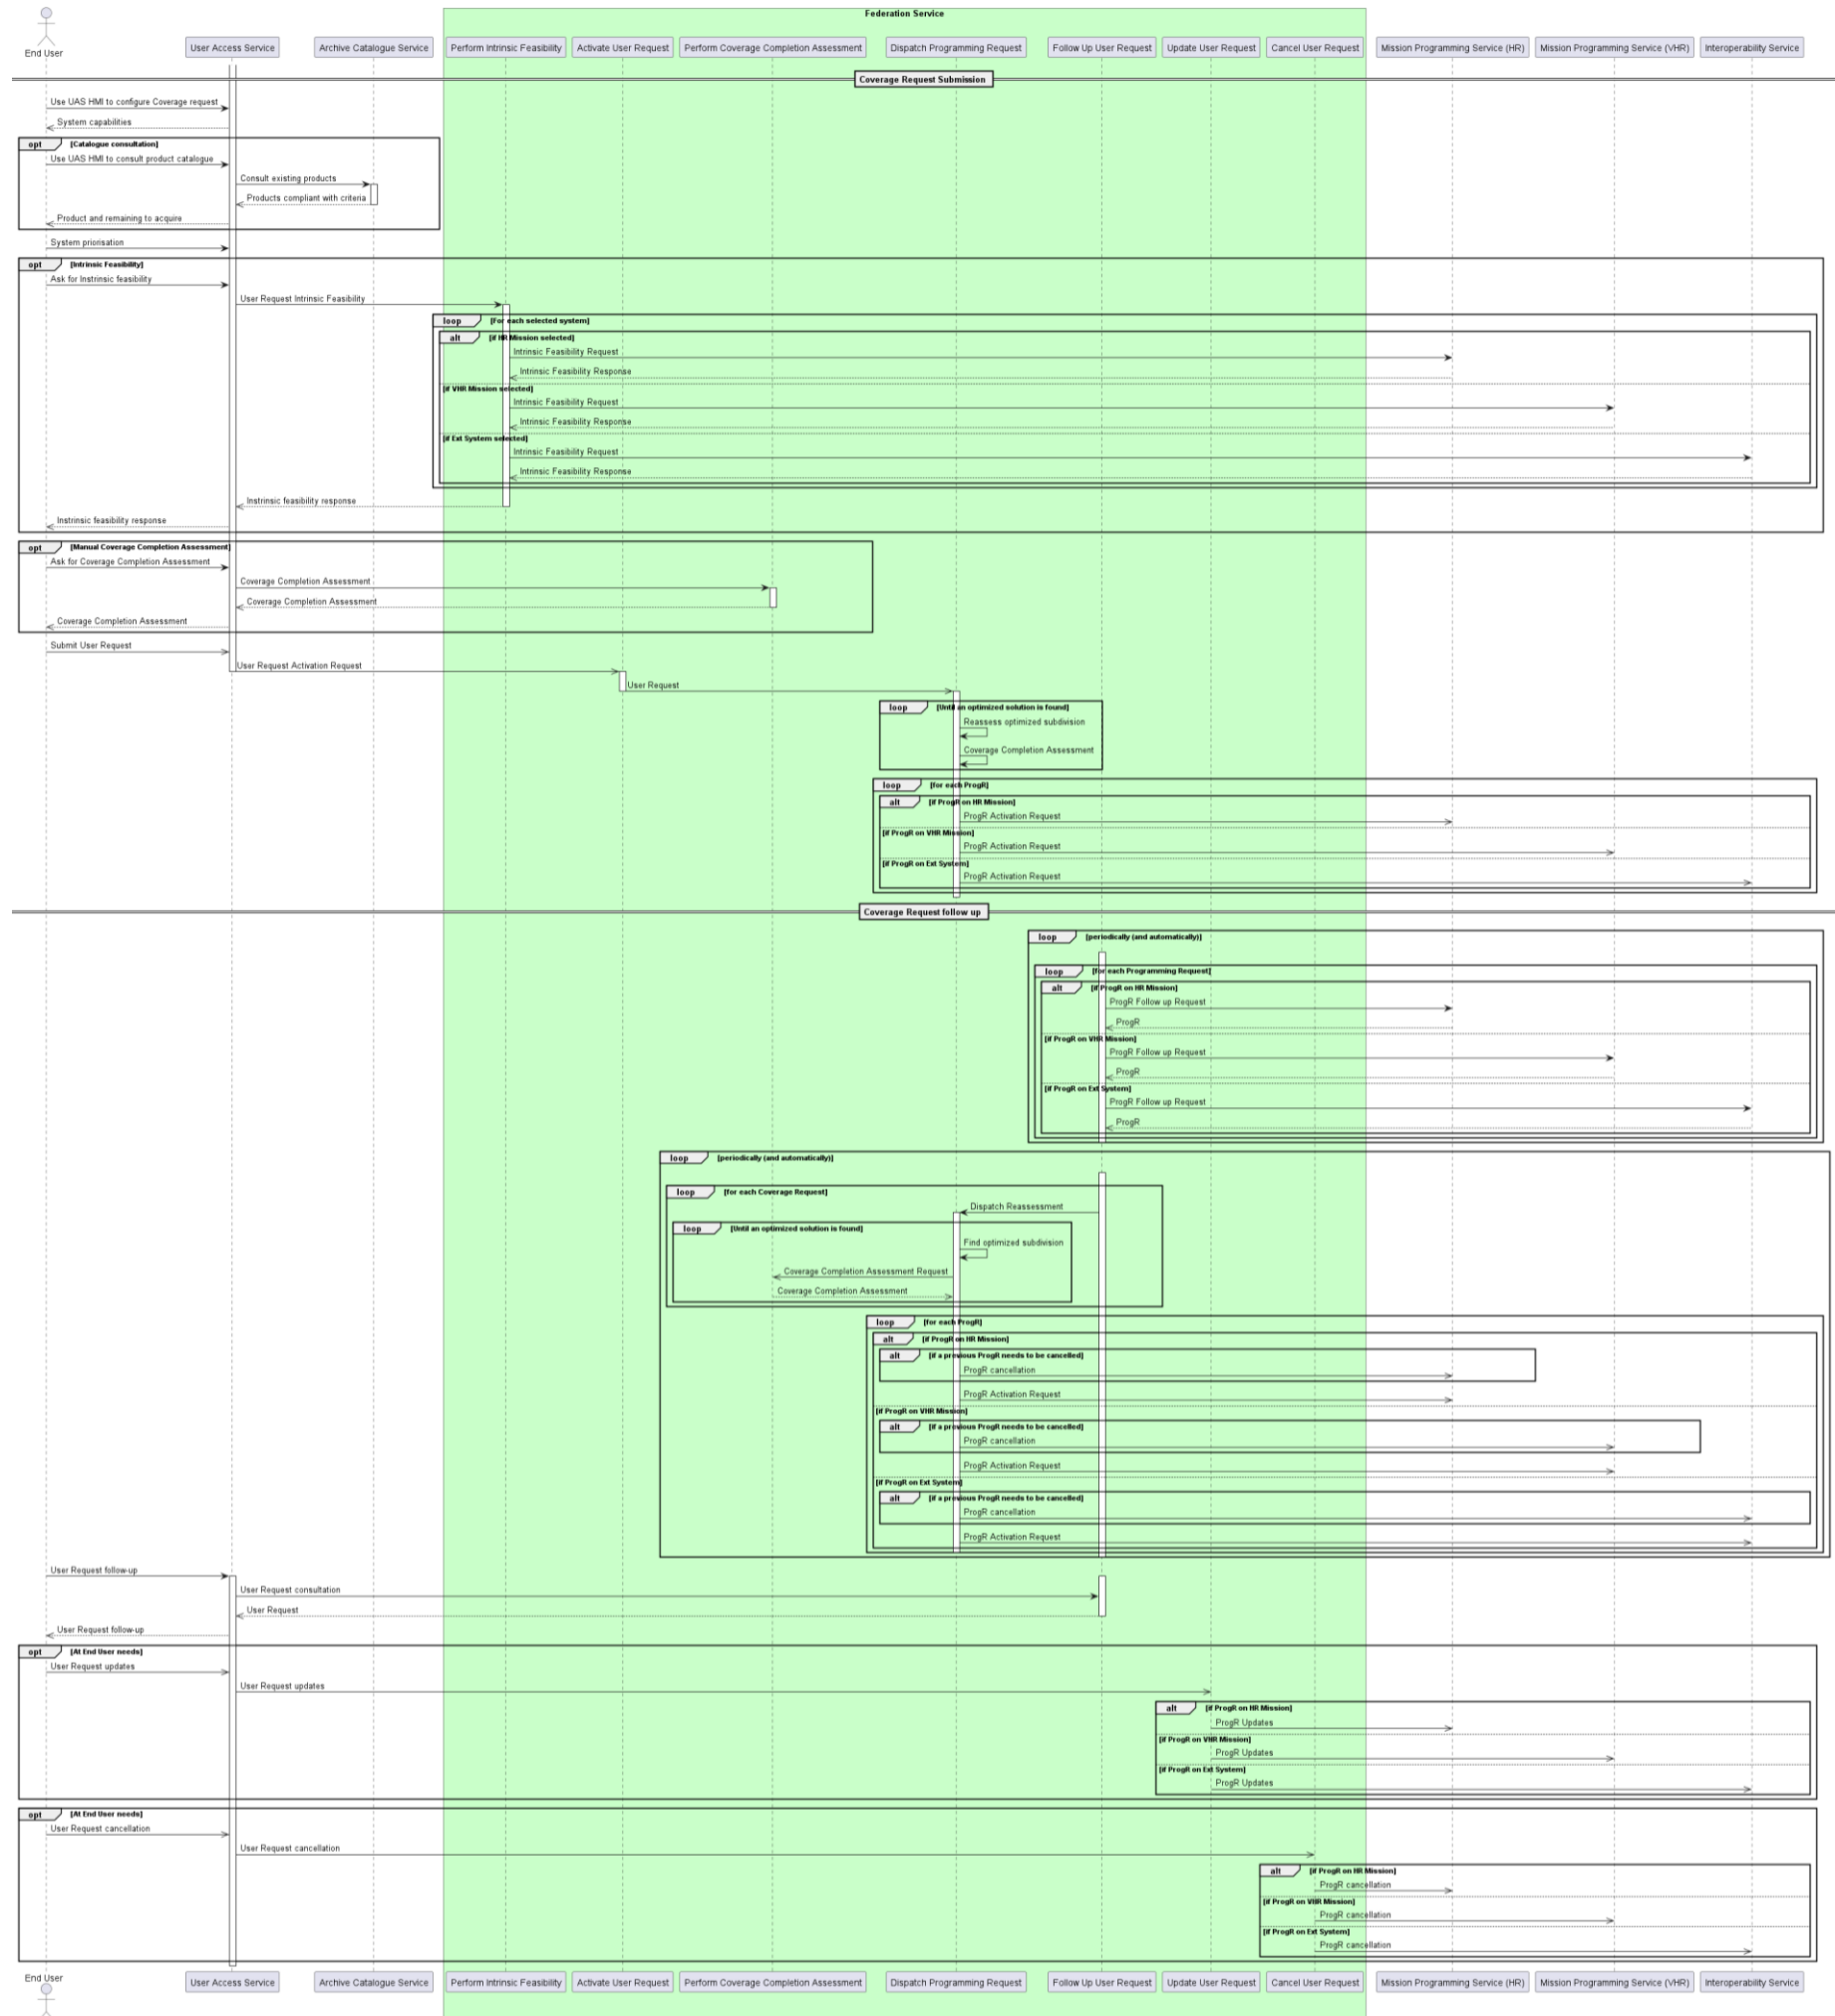 Federation Service
End User
User Access Service
Archive Catalogue Service
Perform Intrinsic Feasibility
Activate User Request
Perform Coverage Completion Assessment
Dispatch Programming Request
Follow Up User Request
Update User Request
Cancel User Request
Mission Programming Service (HR)
Mission Programming Service (VHR)
Interoperability Service
Coverage Request Submission
Use UAS HMI to configure Coverage request
System capabilities
opt [Catalogue consultation]
Use UAS HMI to consult product catalogue
Consult existing products
Products compliant with criteria
Product and remaining to acquire
System priorisation
opt [Intrinsic Feasibility]
Ask for Instrinsic feasibility
User Request Intrinsic Feasibility
loop [For each selected system]
alt [if HR Mission selected]
Intrinsic Feasibility Request
Intrinsic Feasibility Response
[if VHR Mission selected]
Intrinsic Feasibility Request
Intrinsic Feasibility Response
[if Ext System selected]
Intrinsic Feasibility Request
Intrinsic Feasibility Response
Instrinsic feasibility response
Instrinsic feasibility response
opt [Manual Coverage Completion Assessment]
Ask for Coverage Completion Assessment
Coverage Completion Assessment
Coverage Completion Assessment
Coverage Completion Assessment
Submit User Request
User Request Activation Request
User Request
loop [Until an optimized solution is found]
Reassess optimized subdivision
Coverage Completion Assessment
loop [for each ProgR]
alt [if ProgR on HR Mission]
ProgR Activation Request
[if ProgR on VHR Mission]
ProgR Activation Request
[if ProgR on Ext System]
ProgR Activation Request
Coverage Request follow up
loop [periodically (and automatically)]
loop [for each Programming Request]
alt [if ProgR on HR Mission]
ProgR Follow up Request
ProgR
[if ProgR on VHR Mission]
ProgR Follow up Request
ProgR
[if ProgR on Ext System]
ProgR Follow up Request
ProgR
loop [periodically (and automatically)]
loop [for each Coverage Request]
Dispatch Reassessment
loop [Until an optimized solution is found]
Find optimized subdivision
Coverage Completion Assessment Request
Coverage Completion Assessment
loop [for each ProgR]
alt [if ProgR on HR Mission]
alt [if a previous ProgR needs to be cancelled]
ProgR cancellation
ProgR Activation Request
[if ProgR on VHR Mission]
alt [if a previous ProgR needs to be cancelled]
ProgR cancellation
ProgR Activation Request
[if ProgR on Ext System]
alt [if a previous ProgR needs to be cancelled]
ProgR cancellation
ProgR Activation Request
User Request follow-up
User Request consultation
User Request
User Request follow-up
opt [At End User needs]
User Request updates
User Request updates
alt [if ProgR on HR Mission]
ProgR Updates
[if ProgR on VHR Mission]
ProgR Updates
[if ProgR on Ext System]
ProgR Updates
opt [At End User needs]
User Request cancellation
User Request cancellation
alt [if ProgR on HR Mission]
ProgR cancellation
[if ProgR on VHR Mission]
ProgR cancellation
[if ProgR on Ext System]
ProgR cancellation
End User
User Access Service
Archive Catalogue Service
Perform Intrinsic Feasibility
Activate User Request
Perform Coverage Completion Assessment
Dispatch Programming Request
Follow Up User Request
Update User Request
Cancel User Request
Mission Programming Service (HR)
Mission Programming Service (VHR)
Interoperability Service